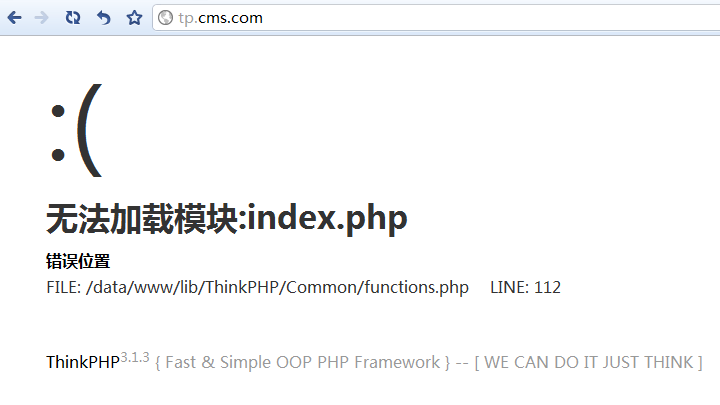 tp.cms.com
:(
无法加载模块:index.php
错误位置
FILE: /data/www/lib/ThinkPHP/Common/functions.php LINE: 112
ThinkPHP3.1.3 { Fast & Simple OOP PHP Framework } -- [ WE CAN DO IT JUST THINK ]